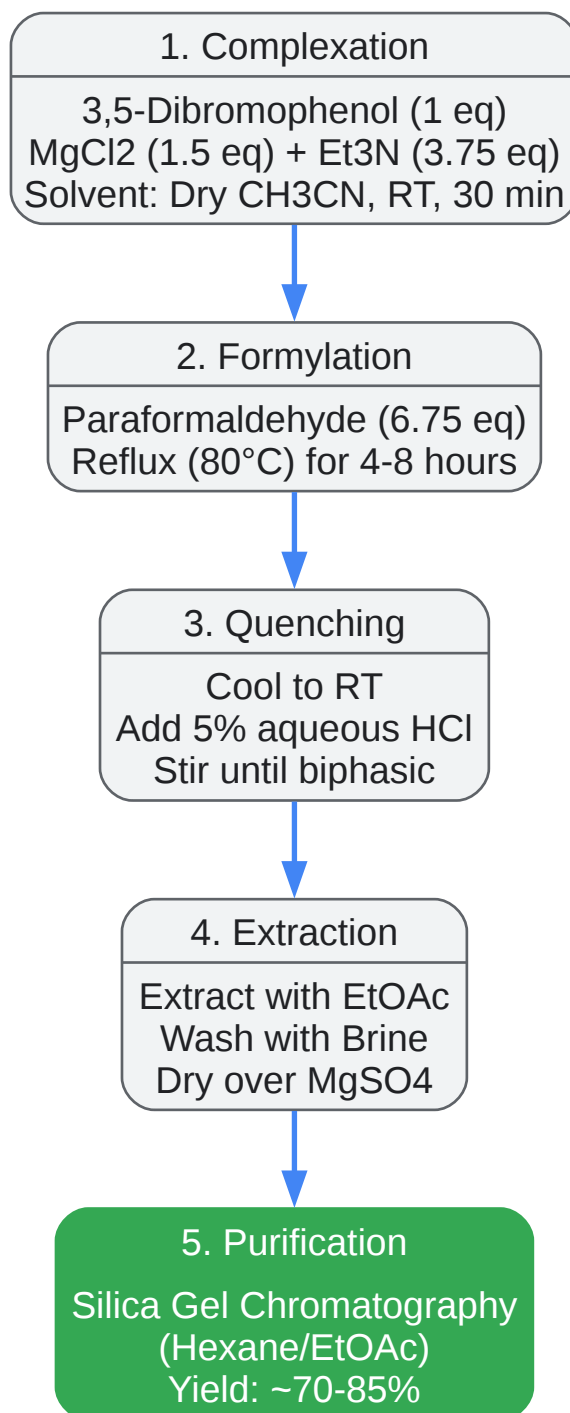 1. Complexation
3,5-Dibromophenol (1 eq)
MgCl2 (1.5 eq) + Et3N (3.75 eq)
Solvent: Dry CH3CN, RT, 30 min
2. Formylation
Paraformaldehyde (6.75 eq)
Reflux (80°C) for 4-8 hours
3. Quenching
Cool to RT
Add 5% aqueous HCl
Stir until biphasic
4. Extraction
Extract with EtOAc
Wash with Brine
Dry over MgSO4
5. Purification
Silica Gel Chromatography
(Hexane/EtOAc)
Yield: ~70-85%